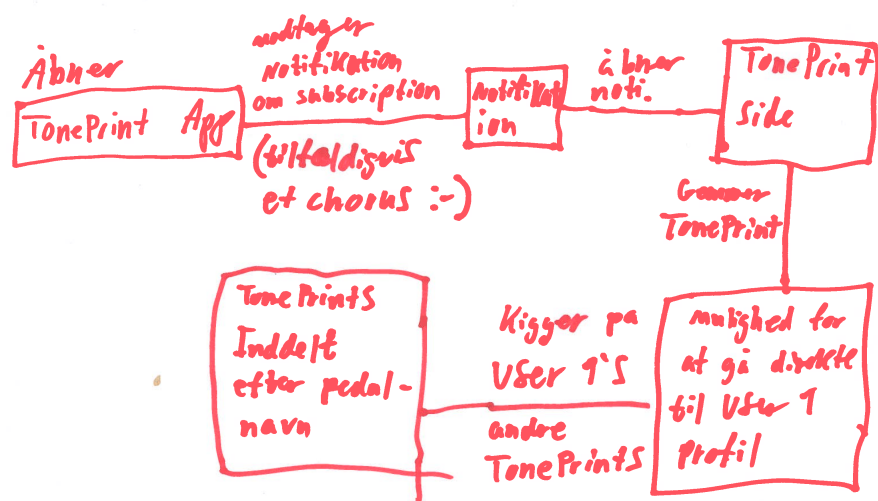 Åbner
TonePrint App
modtager
Notifikation
om subscription
(tilfældigvis
et chorus :-)
Notifikat
ion
åbner
noti.
TonePrint
side
Gemmer
TonePrint
mulighed for
at gå direkte
til User 1
profil
Kigger på
User 1's
andre
TonePrints
TonePrints
Inddelt
efter pedal-
navn